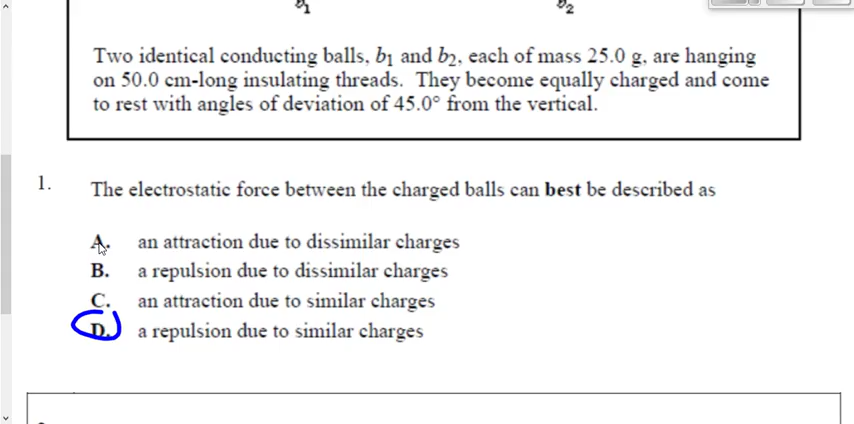 b1 b2
Two identical conducting balls, b1 and b2, each of mass 25.0 g, are hanging
on 50.0 cm-long insulating threads. They become equally charged and come
to rest with angles of deviation of 45.0° from the vertical.
1. The electrostatic force between the charged balls can best be described as
A. an attraction due to dissimilar charges
B. a repulsion due to dissimilar charges
C. an attraction due to similar charges
D. a repulsion due to similar charges